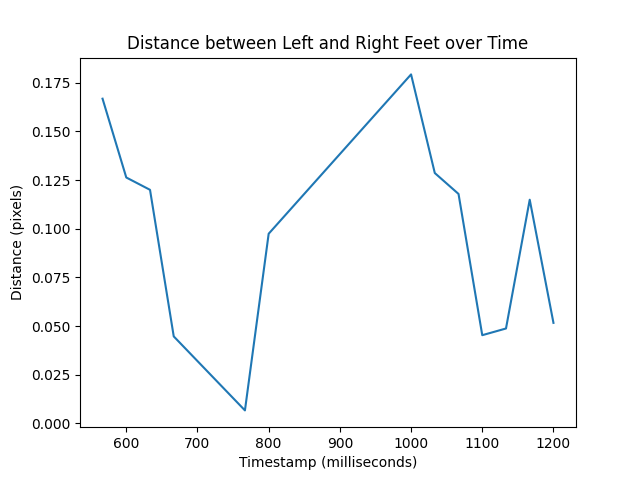 Distance between Left and Right Feet over Time
0.175
0.150
0.125
0.100
0.075
0.050
0.025
0.000
Distance (pixels)
600 700 800 900 1000 1100 1200
Timestamp (milliseconds)